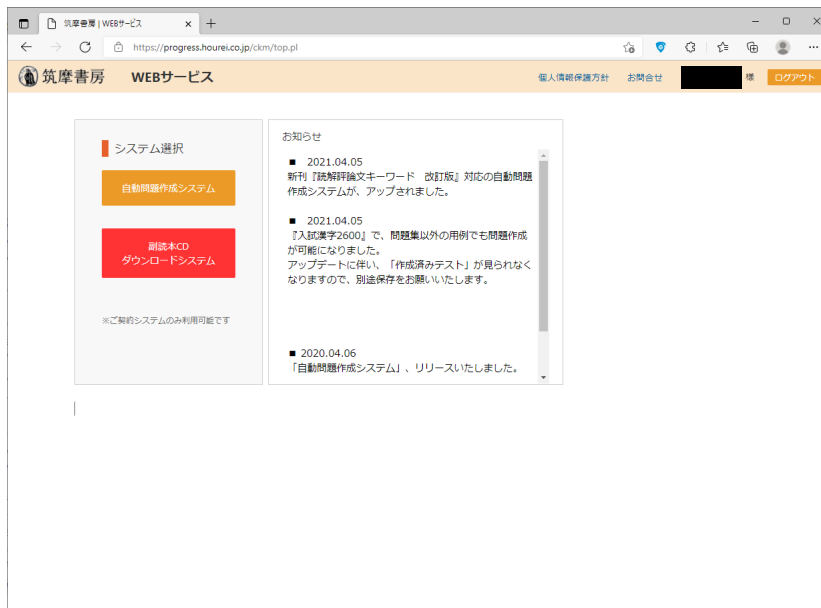 筑摩書房 | WEBサービス
https://progress.hourei.co.jp/ckm/top.pl
筑摩書房 WEBサービス
個人情報保護方針 お問合せ 様 ログアウト
システム選択
自動問題作成システム
副読本CD
ダウンロードシステム
※ご契約システムのみ利用可能です
お知らせ
■ 2021.04.05
新刊『読解評論文キーワード 改訂版』対応の自動問題
作成システムが、アップされました。
■ 2021.04.05
『入試漢字2600』で、問題集以外の用例でも問題作成
が可能になりました。
アップデートに伴い、「作成済みテスト」が見られなく
なりますので、別途保存をお願いいたします。
■ 2020.04.06
「自動問題作成システム」、リリースいたしました。